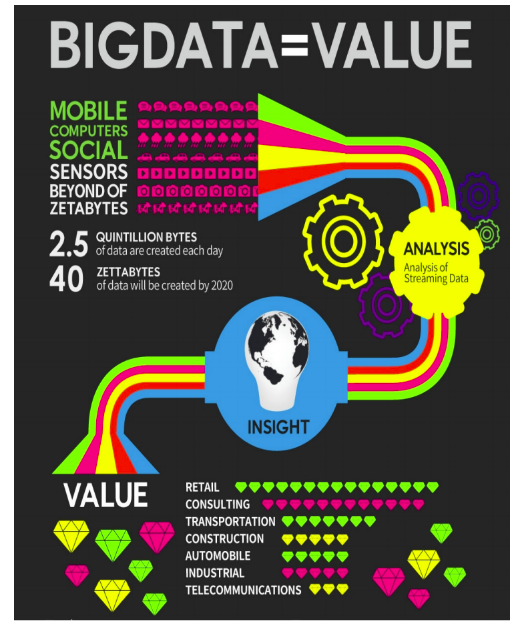 BIGDATA=VALUE
MOBILE
COMPUTERS
SOCIAL
SENSORS
BEYOND OF
ZETABYTES
2.5 QUINTILLION BYTES
of data are created each day
40 ZETTABYTES
of data will be created by 2020
ANALYSIS
Analysis of
Streaming Data
INSIGHT
VALUE
RETAIL
CONSULTING
TRANSPORTATION
CONSTRUCTION
AUTOMOBILE
INDUSTRIAL
TELECOMMUNICATIONS